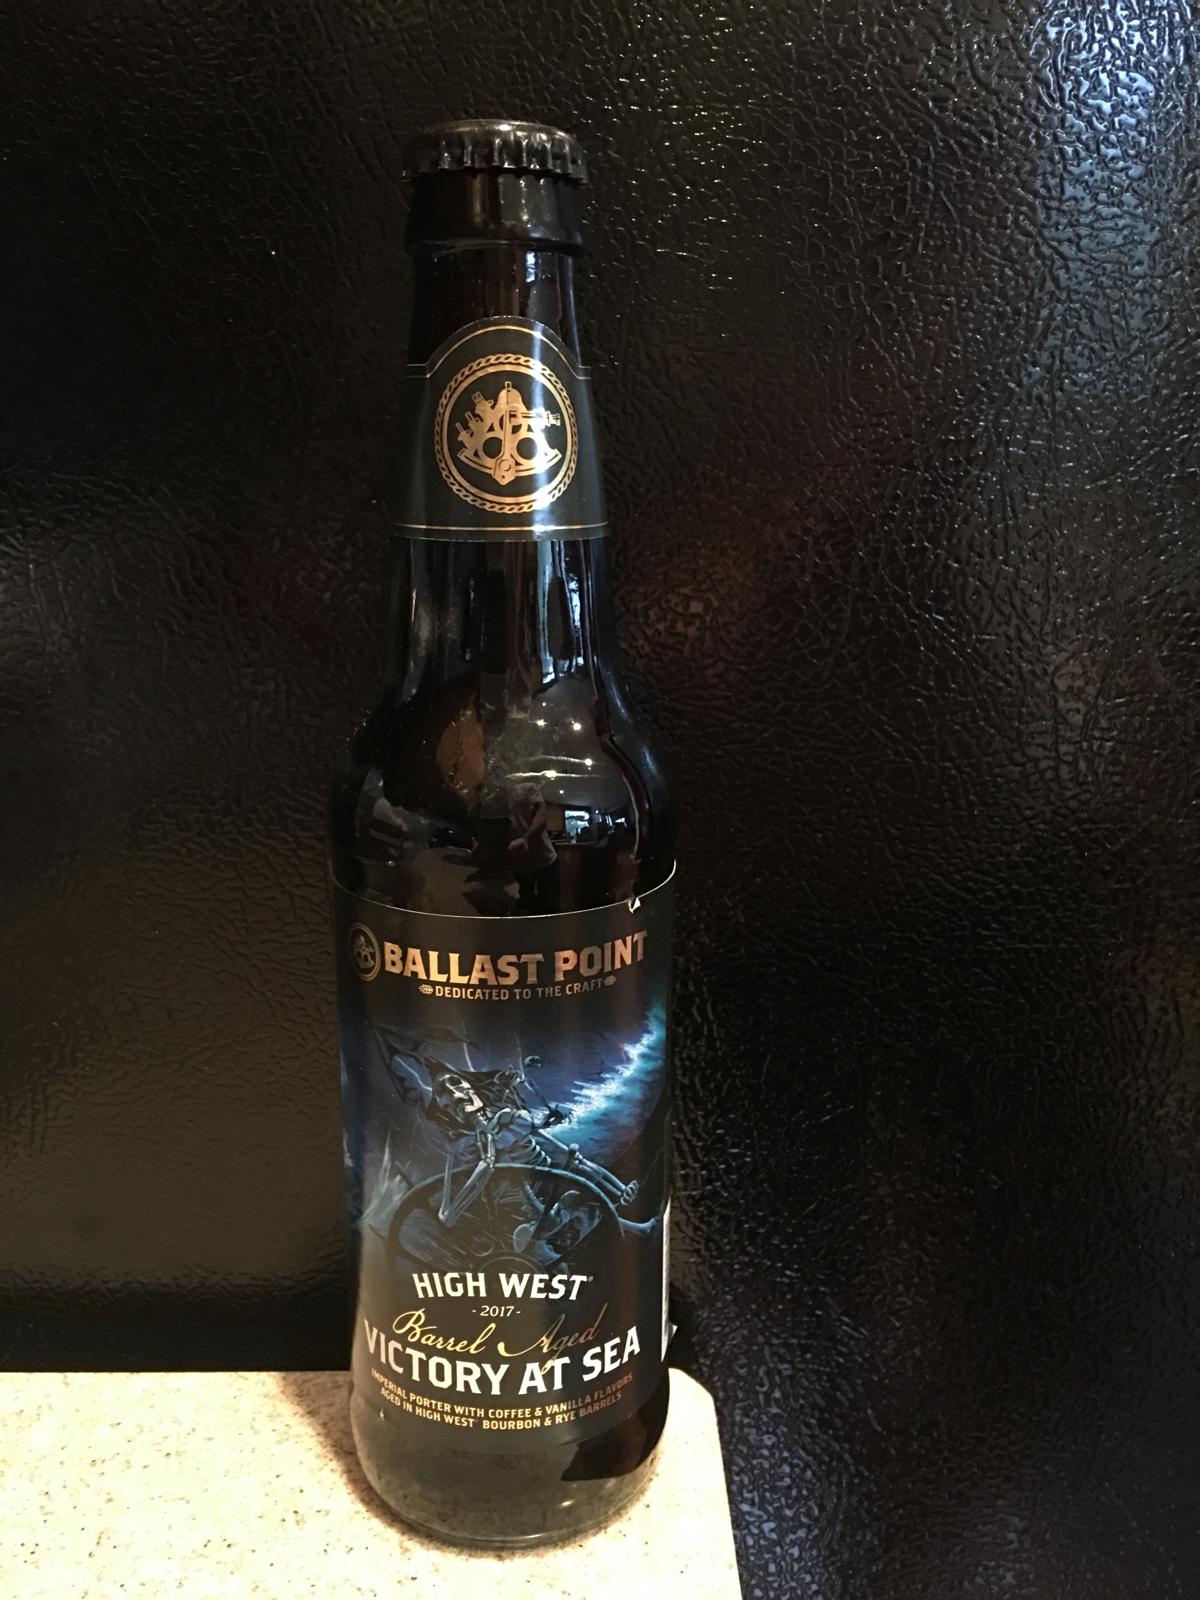 BALLAST POINT
DEDICATED TO THE CRAFT
HIGH WEST®
- 2017 -
Barrel Aged
VICTORY AT SEA
IMPERIAL PORTER WITH COFFEE & VANILLA FLAVORS
AGED IN HIGH WEST® BOURBON & RYE BARRELS